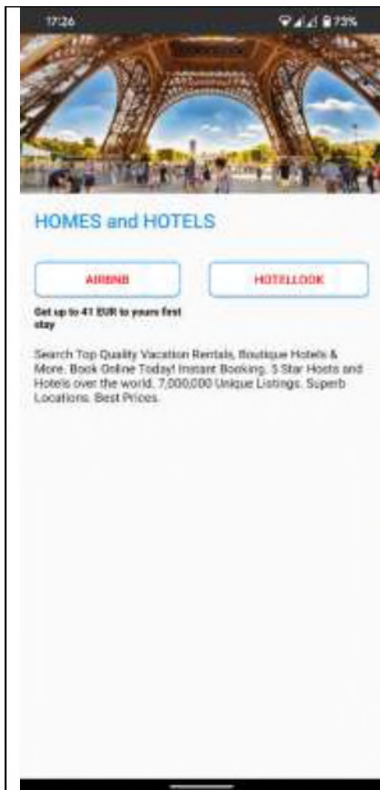 17:26
73%
HOMES and HOTELS
AIRBNB
HOTELLOOK
Get up to 41 EUR to yours first
stay
Search Top Quality Vacation Rentals, Boutique Hotels &
More. Book Online Today! Instant Booking. 5 Star Hosts and
Hotels over the world. 7,000,000 Unique Listings. Superb
Locations. Best Prices.